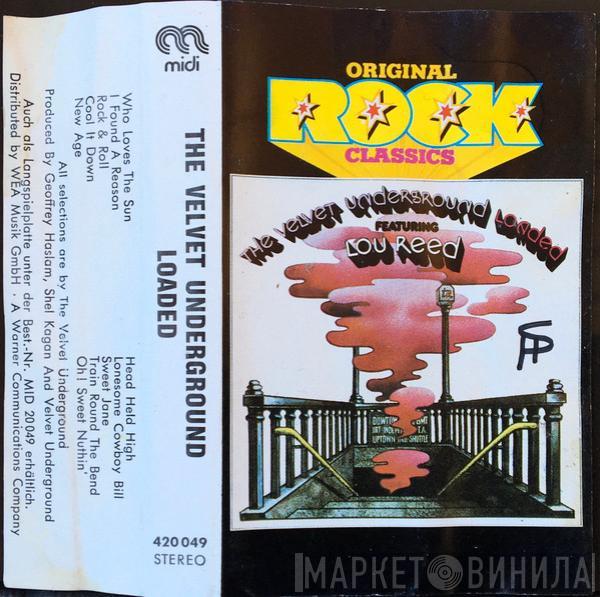 midi
Who Loves The Sun
I Found A Reason
Rock & Roll
Cool It Down
New Age
Head Held High
Lonesome Cowboy Bill
Sweet Jane
Train Round The Bend
Oh! Sweet Nuthin'
All selections are by The Velvet Underground
Produced By Geoffrey Haslam, Shel Kagan And Velvet Underground
Auch als Langspielplatte unter der Best.-Nr. MID 20049 erhältlich.
Distributed by WEA Musik GmbH · A Warner Communications Company
THE VELVET UNDERGROUND
LOADED
420 049
STEREO
ORIGINAL
ROCK
CLASSICS
THE VELVET UNDERGROUND LOADED
FEATURING
LOU REED
UPTOWN AND SHUTTLE
МАРКЕТ ВИНИЛА